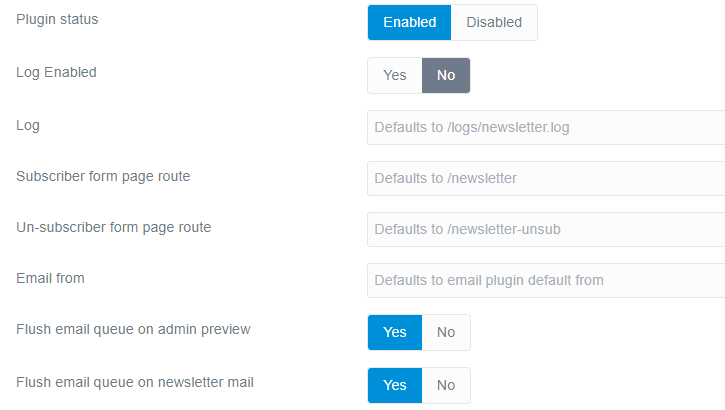 Plugin status Enabled Disabled
Log Enabled Yes No
Log Defaults to /logs/newsletter.log
Subscriber form page route Defaults to /newsletter
Un-subscriber form page route Defaults to /newsletter-unsub
Email from Defaults to email plugin default from
Flush email queue on admin preview Yes No
Flush email queue on newsletter mail Yes No